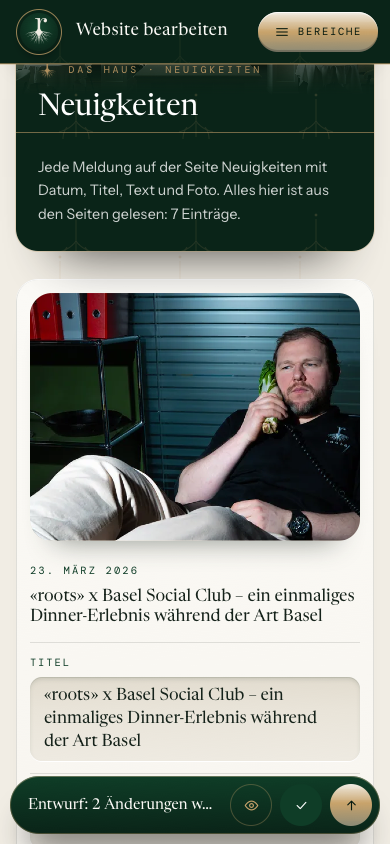 r
Website bearbeiten
BEREICHE
DAS HAUS · NEUIGKEITEN
Neuigkeiten
Jede Meldung auf der Seite Neuigkeiten mit
Datum, Titel, Text und Foto. Alles hier ist aus
den Seiten gelesen: 7 Einträge.
23. MÄRZ 2026
«roots» x Basel Social Club – ein einmaliges
Dinner-Erlebnis während der Art Basel
TITEL
«roots» x Basel Social Club – ein
einmaliges Dinner-Erlebnis während
der Art Basel
Entwurf: 2 Änderungen w...